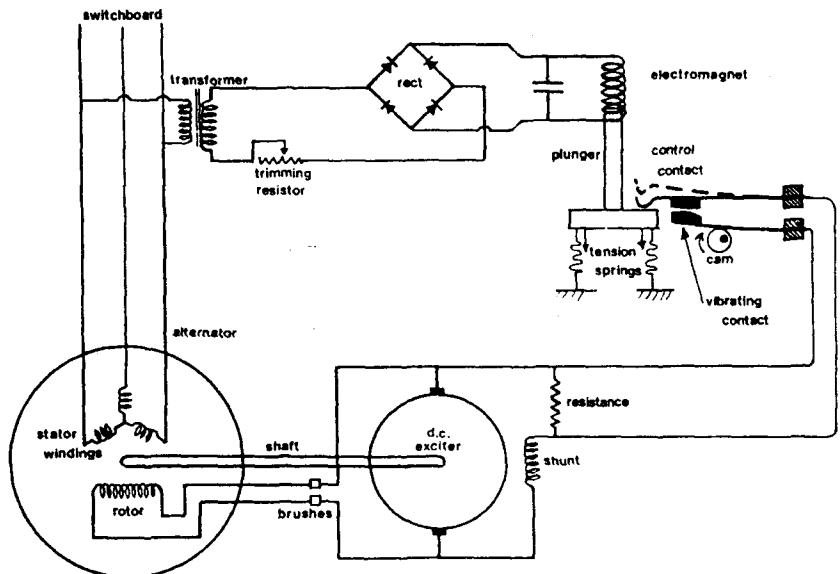 switchboard
transformer
rect
electromagnet
trimming
resistor
plunger
control
contact
tension
springs
cam
vibrating
contact
alternator
stator
windings
shaft
d.c.
exciter
resistance
shunt
rotor
brushes